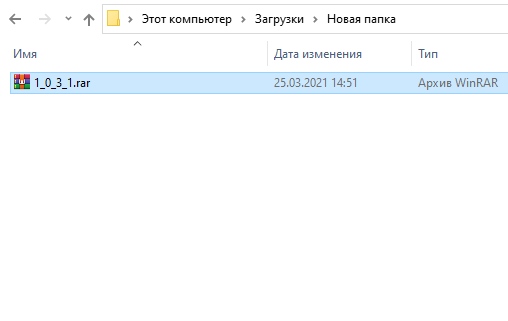 Этот компьютер > Загрузки > Новая папка
Имя Дата изменения Тип
1_0_3_1.rar 25.03.2021 14:51 Архив WinRAR